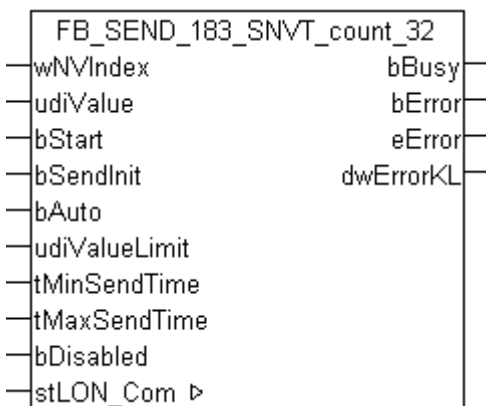 FB_SEND_183_SNVT_count_32
wNVIndex bBusy
udiValue bError
bStart eError
bSendInit dwErrorKL
bAuto
udiValueLimit
tMinSendTime
tMaxSendTime
bDisabled
stLON_Com ▷